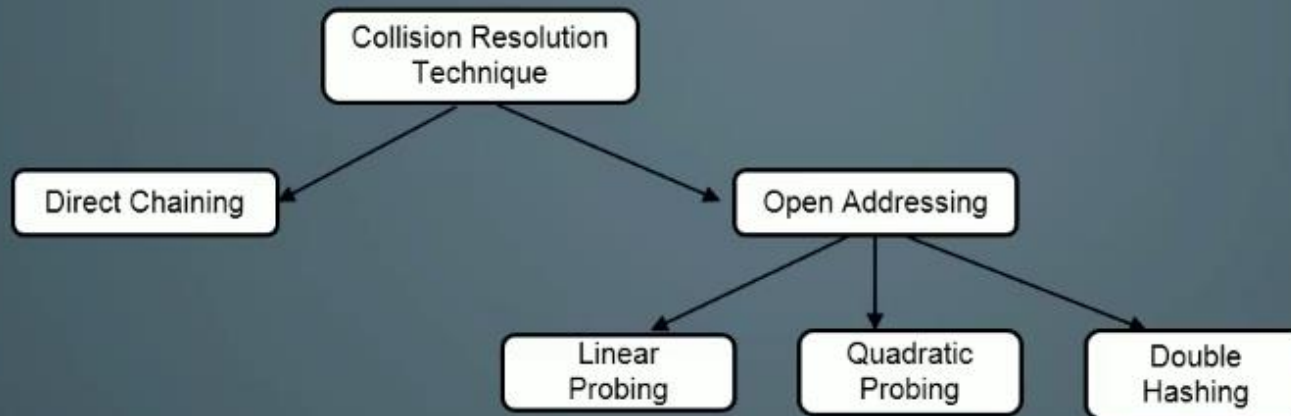 Collision Resolution
Technique
Direct Chaining
Open Addressing
Linear
Probing
Quadratic
Probing
Double
Hashing